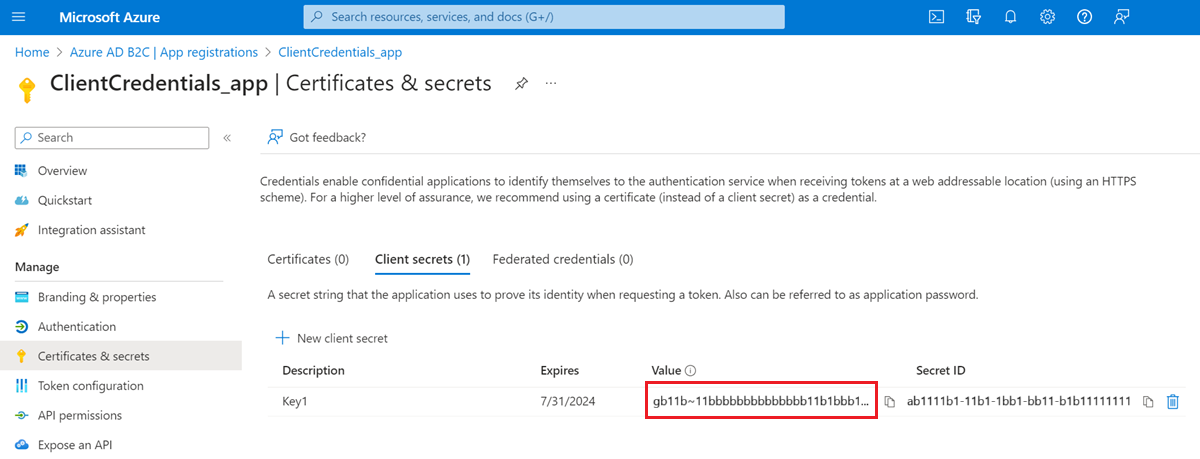 Microsoft Azure
Search resources, services, and docs (G+/)
Home > Azure AD B2C | App registrations > ClientCredentials_app
ClientCredentials_app | Certificates & secrets
Search
«
Got feedback?
Overview
Quickstart
Integration assistant
Manage
Branding & properties
Authentication
Certificates & secrets
Token configuration
API permissions
Expose an API
Credentials enable confidential applications to identify themselves to the authentication service when receiving tokens at a web addressable location (using an HTTPS
scheme). For a higher level of assurance, we recommend using a certificate (instead of a client secret) as a credential.
Certificates (0) Client secrets (1) Federated credentials (0)
A secret string that the application uses to prove its identity when requesting a token. Also can be referred to as application password.
New client secret
Description Expires Value Secret ID
Key1 7/31/2024 gb11b~11bbbbbbbbbbbbbb11b1bbb1... ab1111b1-11b1-1bb1-bb11-b1b11111111